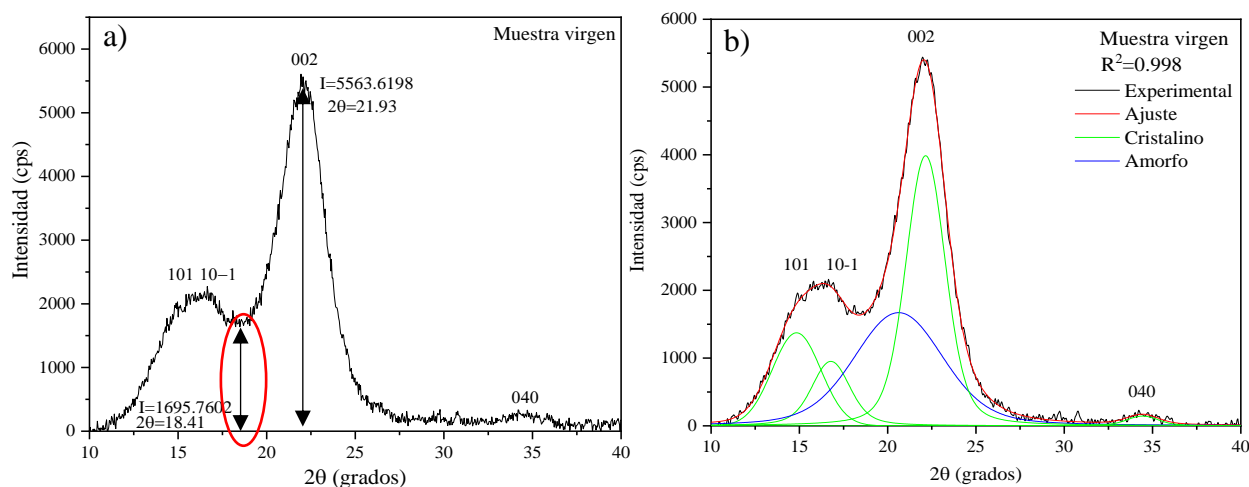 a)
Muestra virgen
002
I=5563.6198
2θ=21.93
101 10–1
I=1695.7602
2θ=18.41
040
Intensidad (cps)
6000
5000
4000
3000
2000
1000
0
10 15 20 25 30 35 40
2θ (grados)
b)
002
Muestra virgen
R²=0.998
Experimental
Ajuste
Cristalino
Amorfo
101 10-1
040
Intensidad (cps)
6000
5000
4000
3000
2000
1000
0
10 15 20 25 30 35 40
2θ (grados)